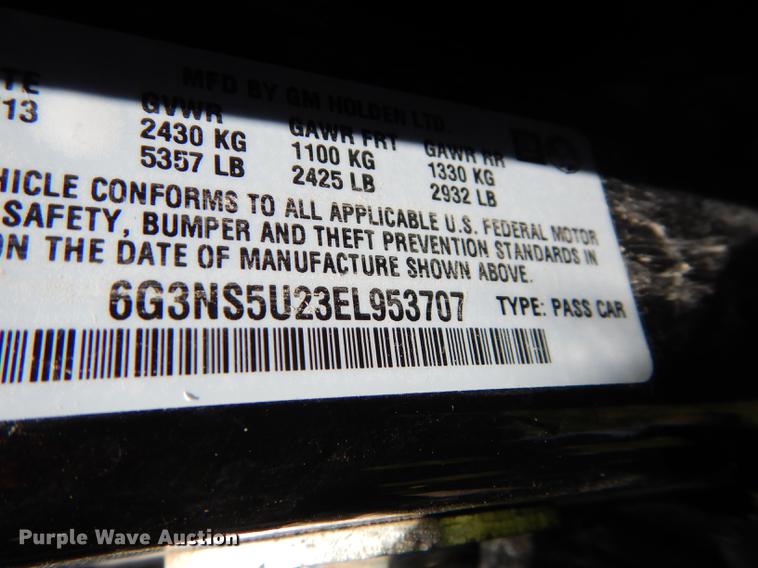 MFD BY GM HOLDEN LTD.
TE GVWR GAWR FRT GAWR RR
13 2430 KG 1100 KG 1330 KG
5357 LB 2425 LB 2932 LB
HICLE CONFORMS TO ALL APPLICABLE U.S. FEDERAL MOTOR
SAFETY, BUMPER AND THEFT PREVENTION STANDARDS IN
ON THE DATE OF MANUFACTURE SHOWN ABOVE.
6G3NS5U23EL953707 TYPE: PASS CAR
Purple Wave Auction